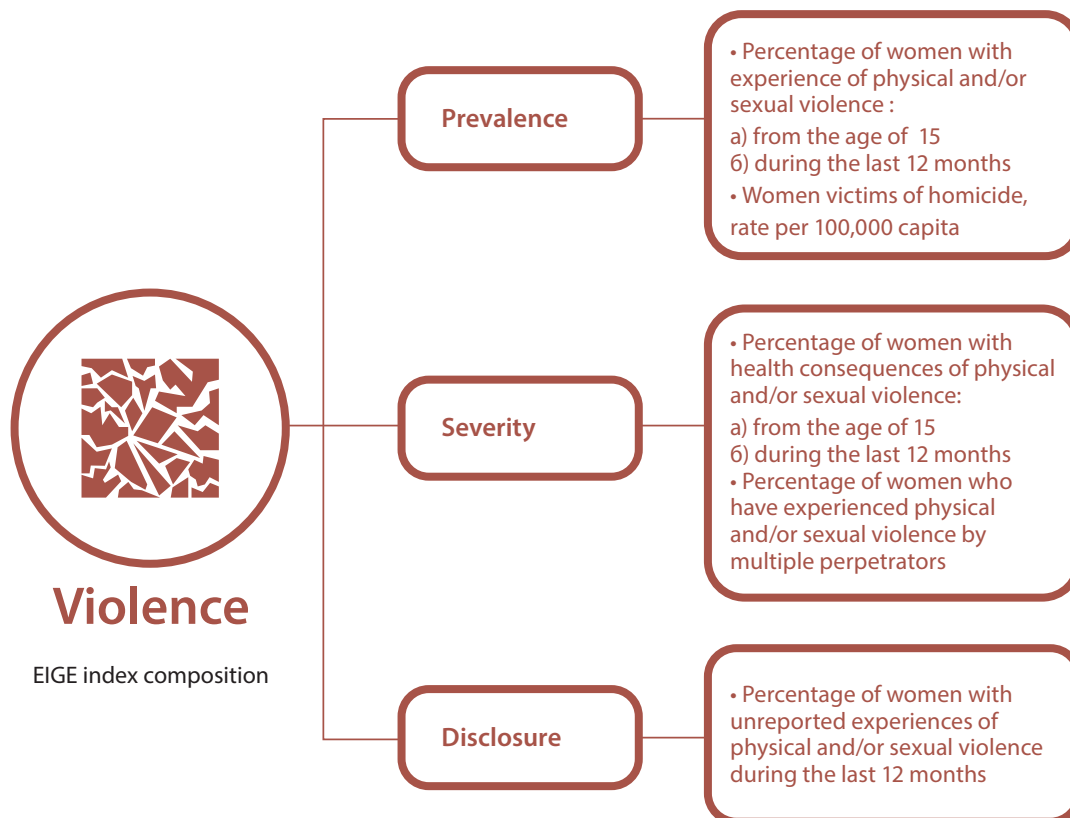 Prevalence
• Percentage of women with
experience of physical and/or
sexual violence :
a) from the age of 15
б) during the last 12 months
• Women victims of homicide,
rate per 100,000 capita
Violence
EIGE index composition
Severity
• Percentage of women with
health consequences of physical
and/or sexual violence:
a) from the age of 15
б) during the last 12 months
• Percentage of women who
have experienced physical
and/or sexual violence by
multiple perpetrators
Disclosure
• Percentage of women with
unreported experiences of
physical and/or sexual violence
during the last 12 months